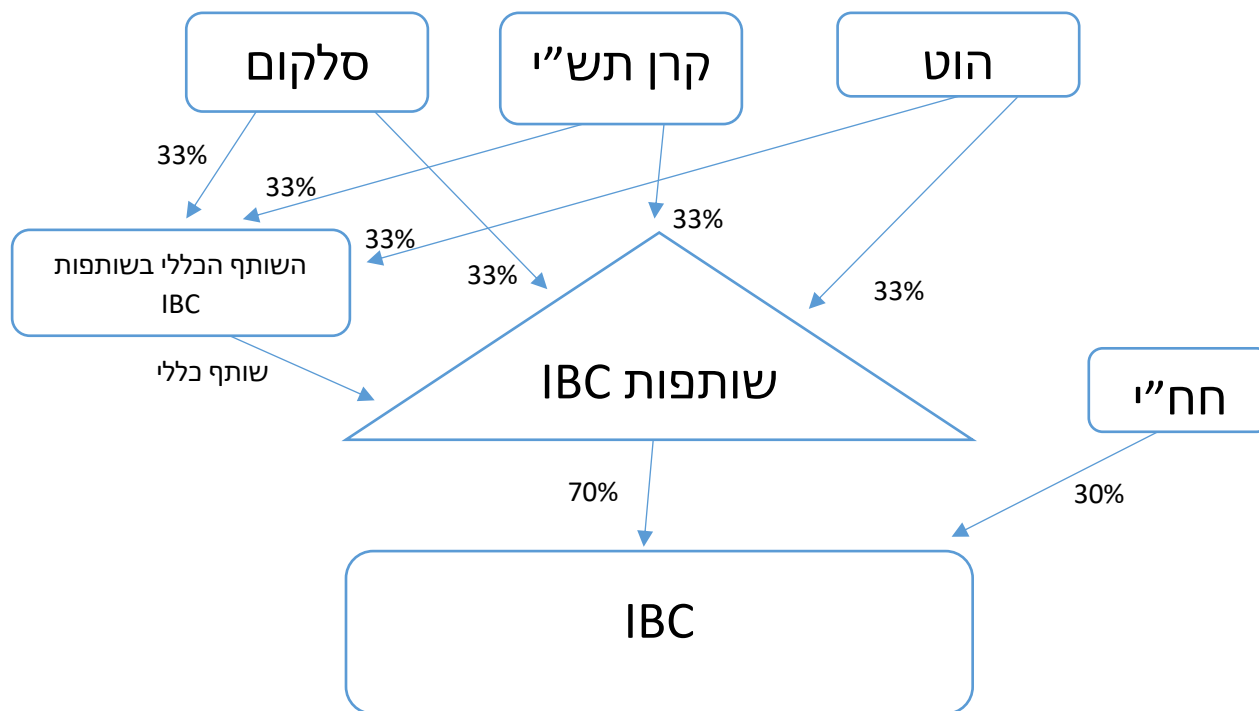 סלקום
קרן תש”י
הוט
33%
33%
33%
33%
33%
33%
השותף הכללי בשותפות
IBC
שותף כללי
שותפות IBC
חח”י
70%
30%
IBC